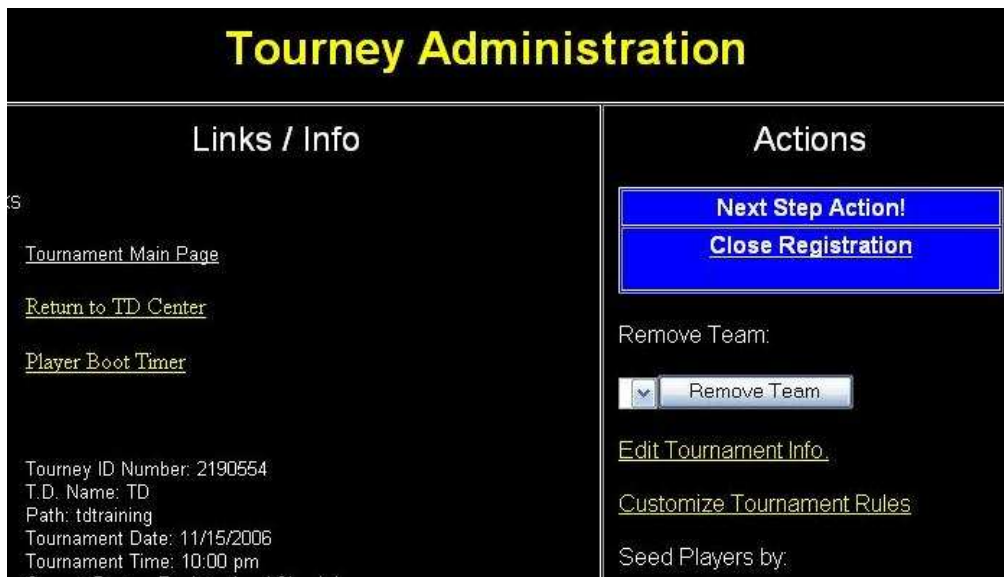 Tourney Administration
Links / Info
Tournament Main Page
Return to TD Center
Player Boot Timer
Tourney ID Number: 2190554
T.D. Name: TD
Path: tdtraining
Tournament Date: 11/15/2006
Tournament Time: 10:00 pm
Actions
Next Step Action!
Close Registration
Remove Team:
Remove Team
Edit Tournament Info.
Customize Tournament Rules
Seed Players by: